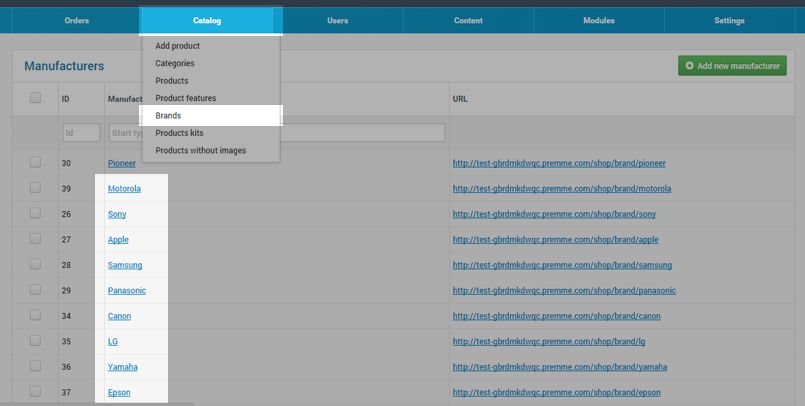 Orders Catalog Users Content Modules Settings
Add product
Categories
Products
Product features
Brands
Products kits
Products without images
Manufacturers Add new manufacturer
ID Manufact URL
Id Start ty
30 Pioneer http://test-gbrdmkdwqc.premme.com/shop/brand/pioneer
39 Motorola http://test-gbrdmkdwqc.premme.com/shop/brand/motorola
26 Sony http://test-gbrdmkdwqc.premme.com/shop/brand/sony
27 Apple http://test-gbrdmkdwqc.premme.com/shop/brand/apple
28 Samsung http://test-gbrdmkdwqc.premme.com/shop/brand/samsung
29 Panasonic http://test-gbrdmkdwqc.premme.com/shop/brand/panasonic
34 Canon http://test-gbrdmkdwqc.premme.com/shop/brand/canon
35 LG http://test-gbrdmkdwqc.premme.com/shop/brand/lg
36 Yamaha http://test-gbrdmkdwqc.premme.com/shop/brand/yamaha
37 Epson http://test-gbrdmkdwqc.premme.com/shop/brand/epson